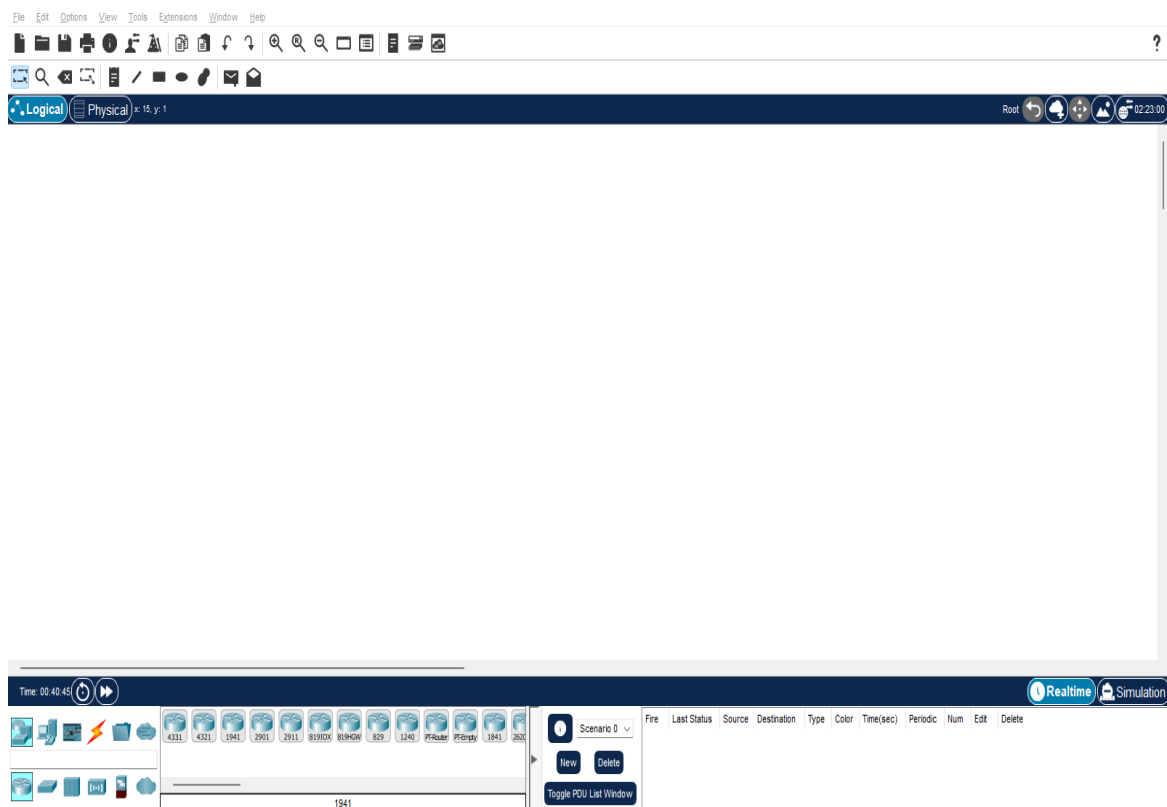 File Edit Options View Tools Extensions Window Help
?
Logical Physical x: 15, y: 1 Root 02:23:00
Time: 00:40:45 Realtime Simulation
4331 4321 1941 2901 2911 819IOX 819HGW 829 1240 PT-Router PT-Empty 1841 262
Scenario 0
Fire Last Status Source Destination Type Color Time(sec) Periodic Num Edit Delete
New Delete
Toggle PDU List Window
1941